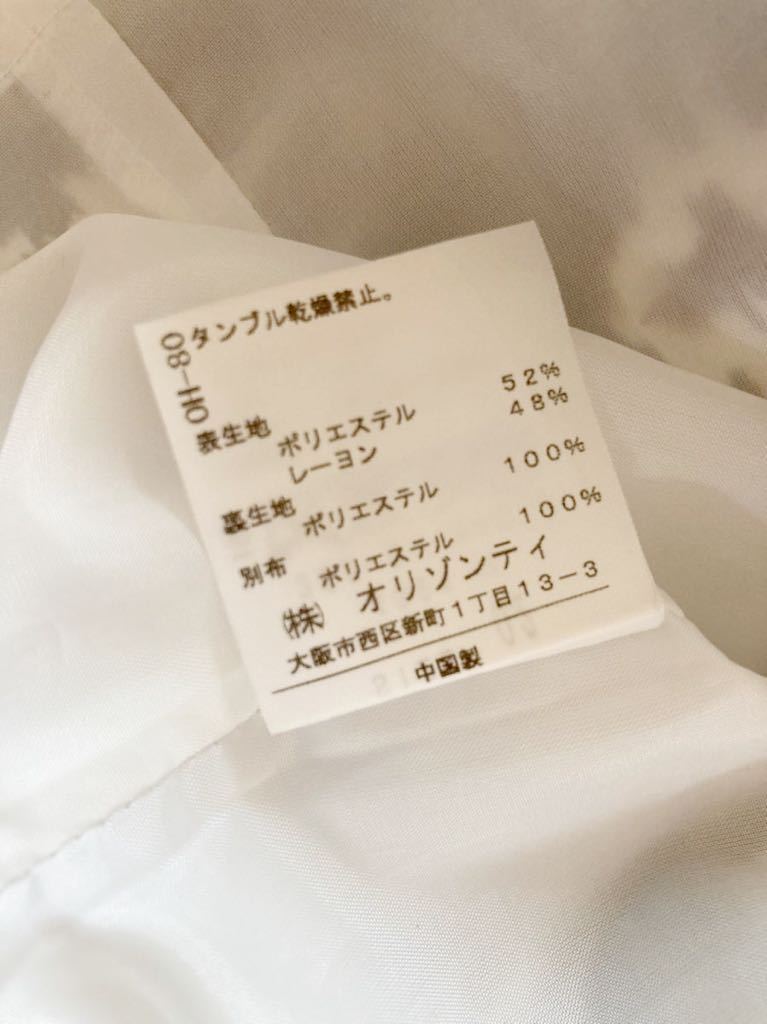 タンブル乾燥禁止。
08-HO
表生地 ポリエステル 52%
レーヨン 48%
裏生地 ポリエステル 100%
別布 ポリエステル 100%
㈱ オリゾンティ
大阪市西区新町1丁目13-3
中国製